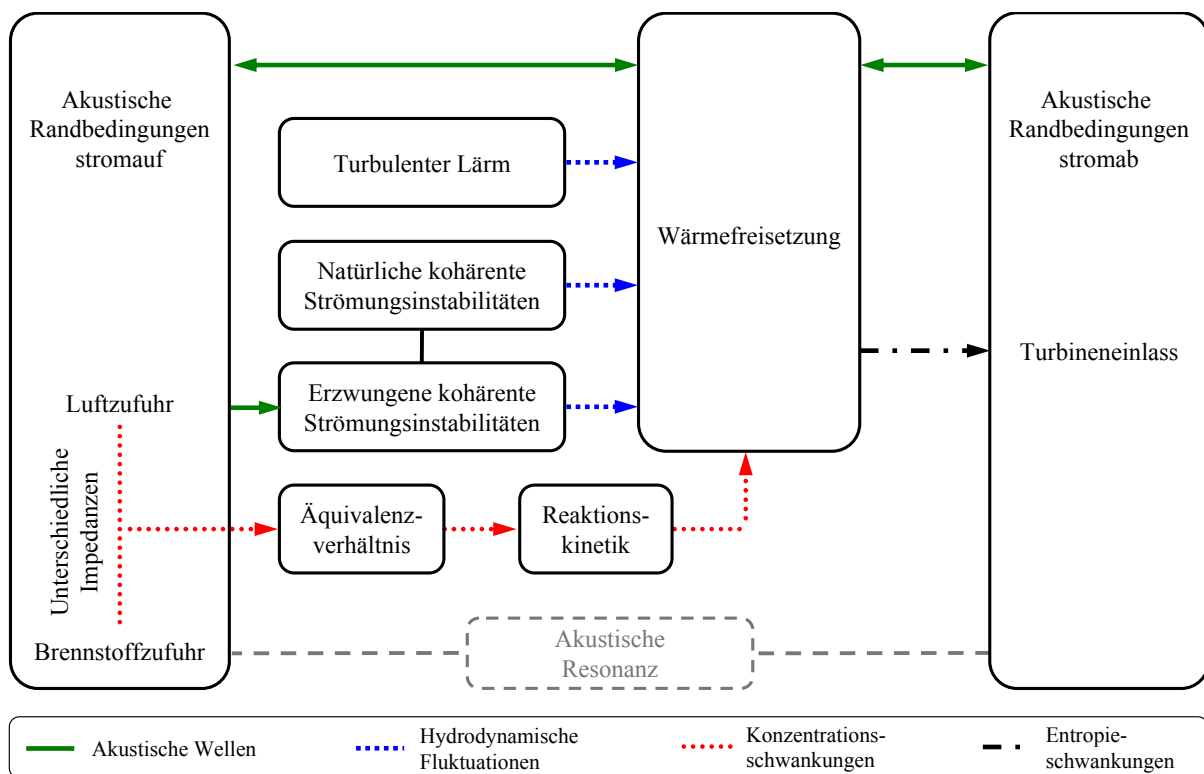 Akustische
Randbedingungen
stromauf
Turbulenter Lärm
Natürliche kohärente
Strömungsinstabilitäten
Erzwungene kohärente
Strömungsinstabilitäten
Luftzufuhr
Unterschiedliche
Impedanzen
Brennstoffzufuhr
Äquivalenz-
verhältnis
Reaktions-
kinetik
Wärmefreisetzung
Akustische
Randbedingungen
stromab
Turbineneinlass
Akustische
Resonanz
Akustische Wellen
Hydrodynamische
Fluktuationen
Konzentrations-
schwankungen
Entropie-
schwankungen